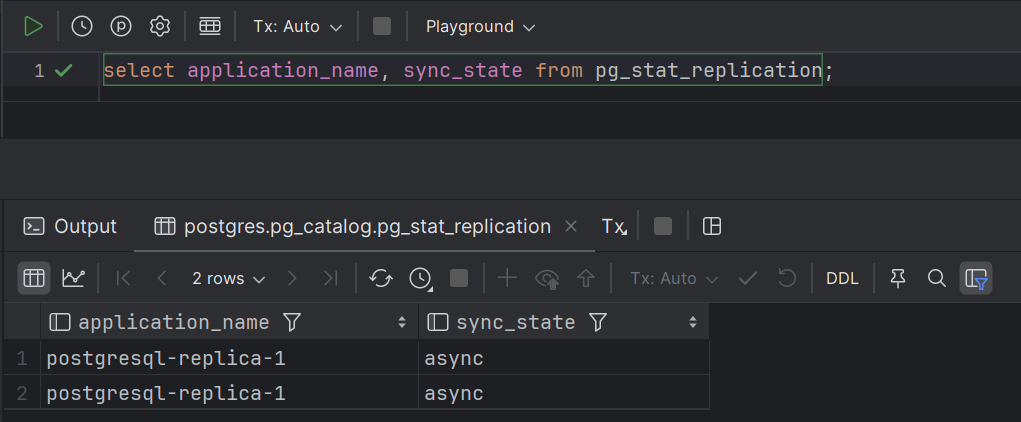 Tx: Auto Playground
1 select application_name, sync_state from pg_stat_replication;
Output postgres.pg_catalog.pg_stat_replication Tx
2 rows Tx: Auto DDL
application_name sync_state
1 postgresql-replica-1 async
2 postgresql-replica-1 async